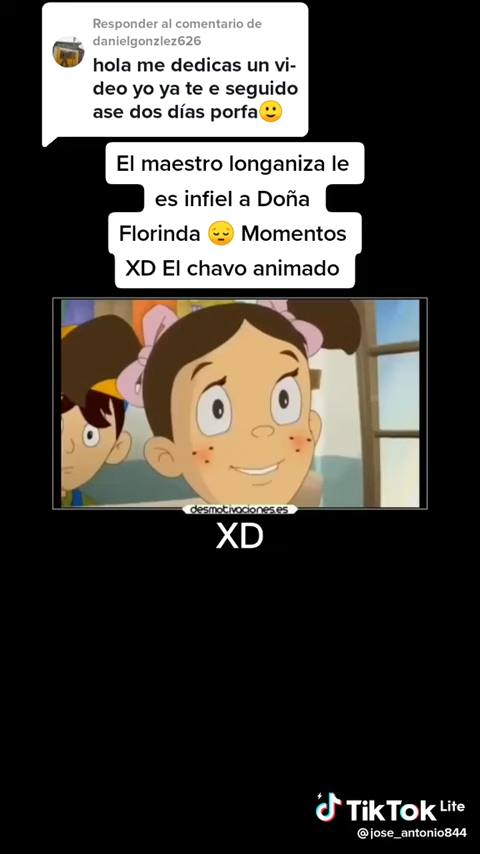 Responder al comentario de
danielgonzlez626
hola me dedicas un vi-
deo yo ya te e seguido
ase dos días porfa🙂
El maestro longaniza le
es infiel a Doña
Florinda 😔 Momentos
XD El chavo animado
desmotivaciones.es
XD
TikTok Lite
@jose_antonio844